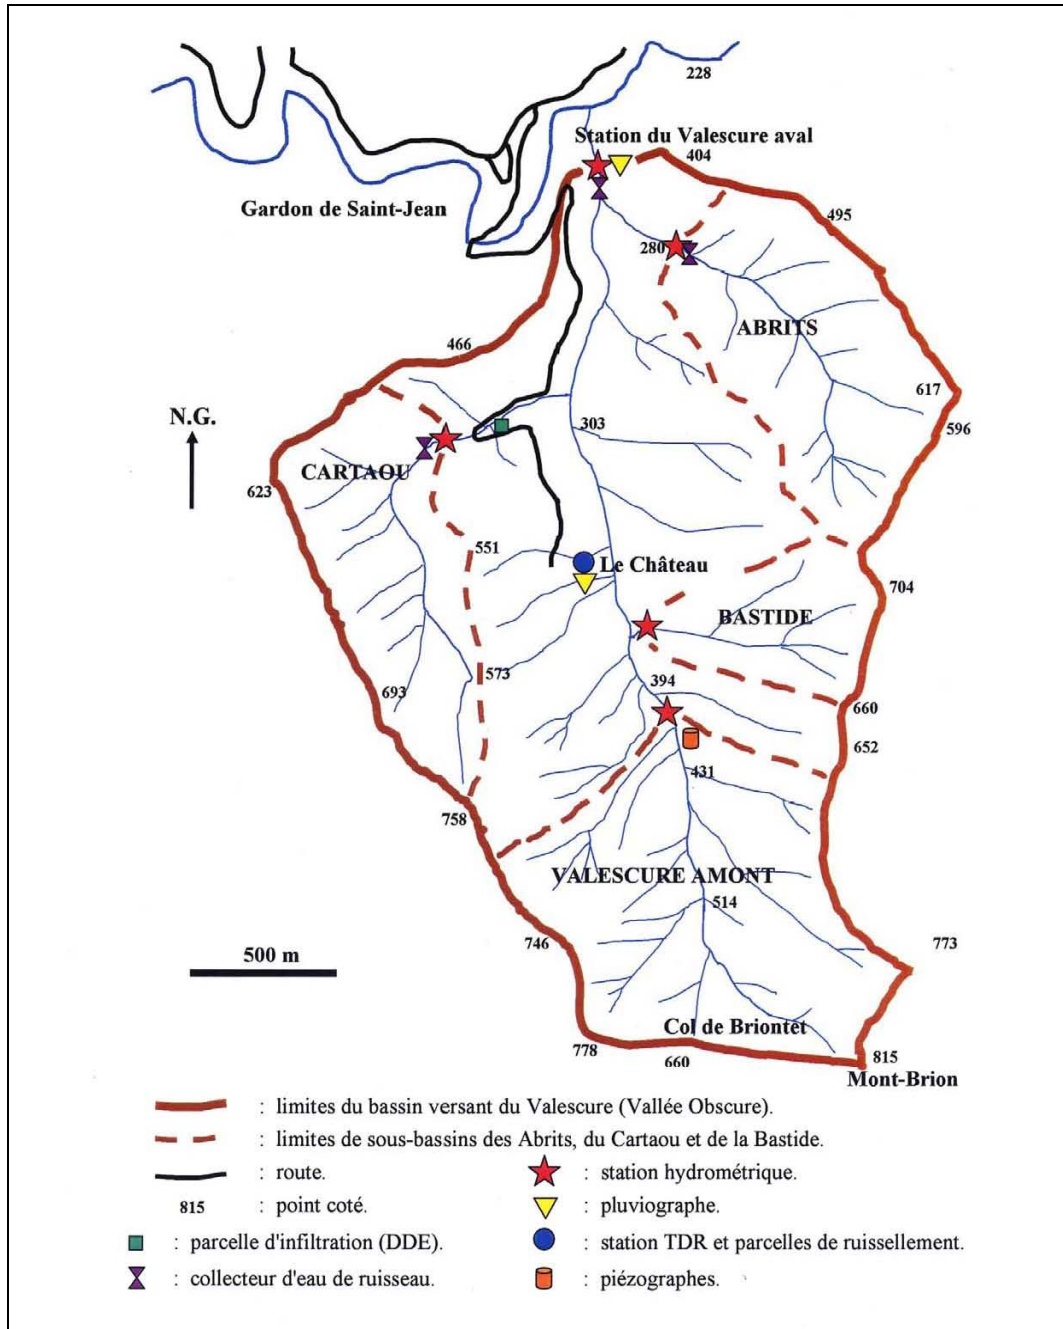 228
Station du Valescure aval
404
Gardon de Saint-Jean
495
280
ABRITS
466
617
N.G.
303
596
CARTAOU
623
551
Le Château
704
BASTIDE
573
394
693
660
652
431
758
VALESCURE AMONT
514
746
773
500 m
Col de Briontet
778
660
815
Mont-Brion
: limites du bassin versant du Valescure (Vallée Obscure).
: limites de sous-bassins des Abrits, du Cartaou et de la Bastide.
: route.
: station hydrométrique.
815 : point coté.
: pluviographe.
: parcelle d'infiltration (DDE).
: station TDR et parcelles de ruissellement.
: collecteur d'eau de ruisseau.
: piézographes.